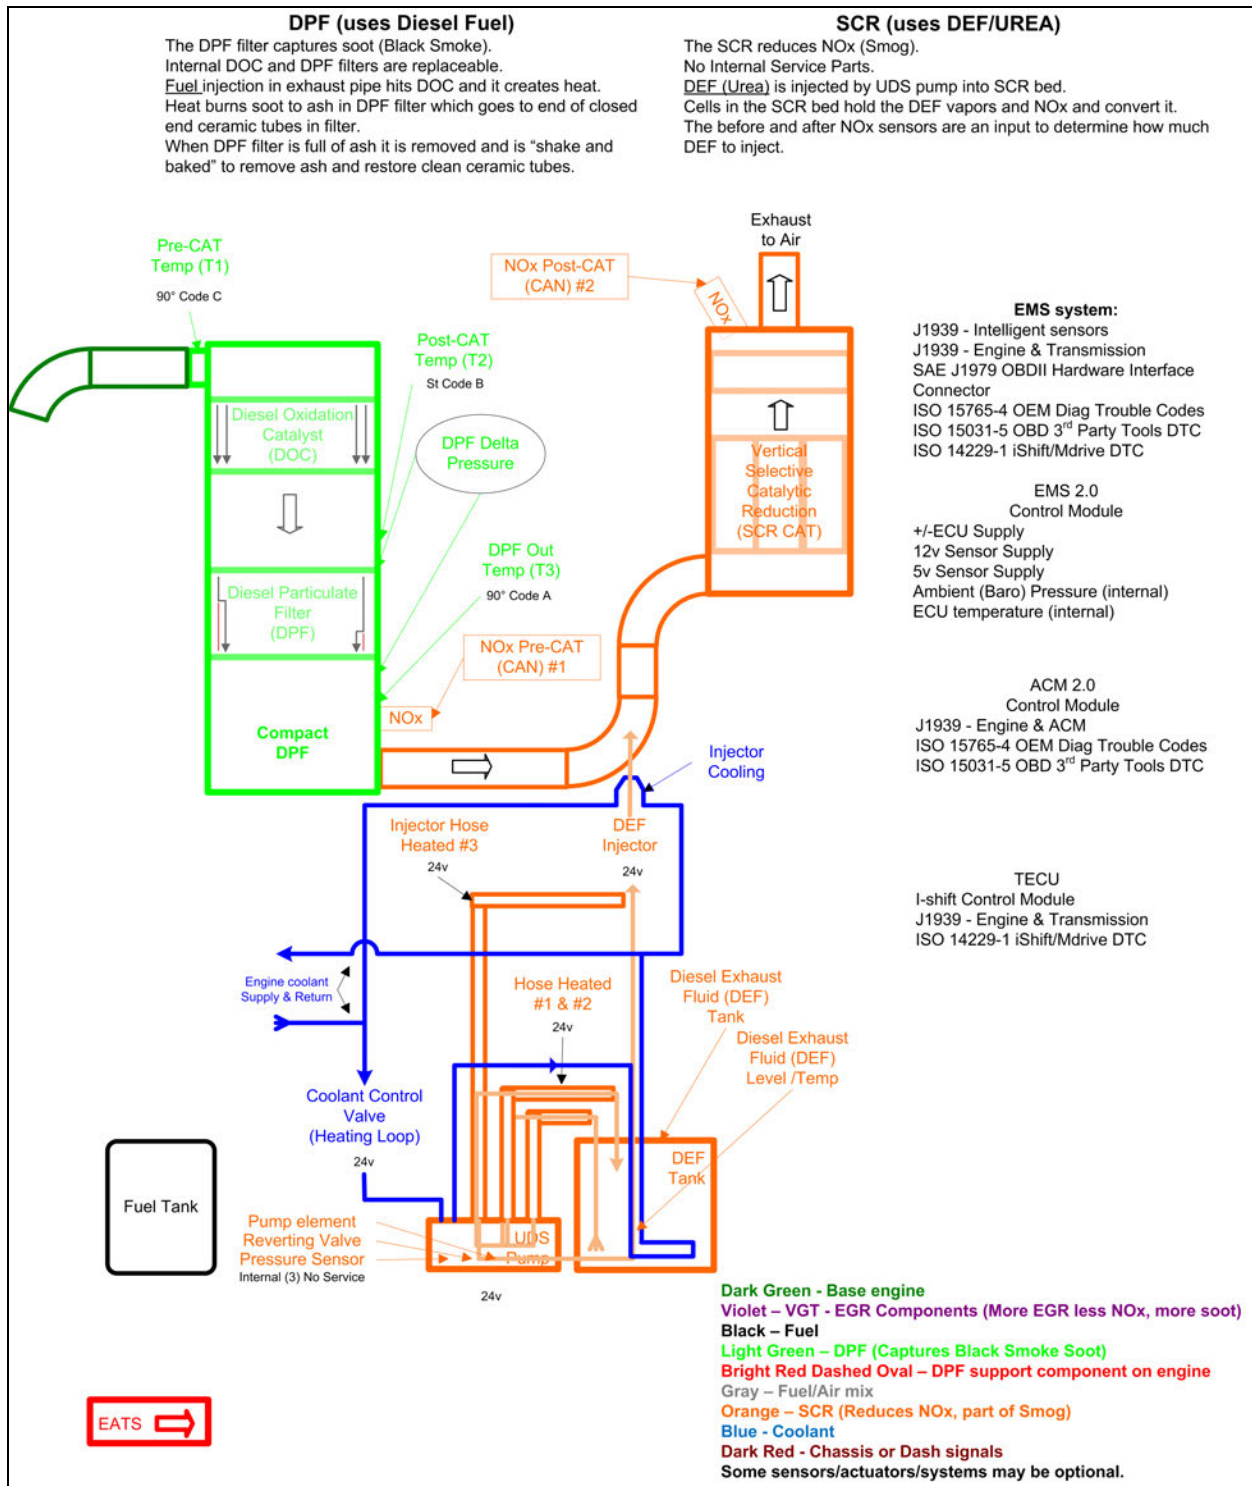 DPF (uses Diesel Fuel)
The DPF filter captures soot (Black Smoke).
Internal DOC and DPF filters are replaceable.
Fuel injection in exhaust pipe hits DOC and it creates heat.
Heat burns soot to ash in DPF filter which goes to end of closed
end ceramic tubes in filter.
When DPF filter is full of ash it is removed and is “shake and
baked” to remove ash and restore clean ceramic tubes.
SCR (uses DEF/UREA)
The SCR reduces NOx (Smog).
No Internal Service Parts.
DEF (Urea) is injected by UDS pump into SCR bed.
Cells in the SCR bed hold the DEF vapors and NOx and convert it.
The before and after NOx sensors are an input to determine how much
DEF to inject.
Pre-CAT
Temp (T1)
90° Code C
Post-CAT
Temp (T2)
St Code B
Diesel Oxidation
Catalyst
(DOC)
DPF Delta
Pressure
DPF Out
Temp (T3)
90° Code A
Diesel Particulate
Filter
(DPF)
NOx Pre-CAT
(CAN) #1
NOx
Compact
DPF
Exhaust
to Air
NOx Post-CAT
(CAN) #2
NOx
Vertical
Selective
Catalytic
Reduction
(SCR CAT)
EMS system:
J1939 - Intelligent sensors
J1939 - Engine & Transmission
SAE J1979 OBDII Hardware Interface
Connector
ISO 15765-4 OEM Diag Trouble Codes
ISO 15031-5 OBD 3rd Party Tools DTC
ISO 14229-1 iShift/Mdrive DTC
EMS 2.0
Control Module
+/-ECU Supply
12v Sensor Supply
5v Sensor Supply
Ambient (Baro) Pressure (internal)
ECU temperature (internal)
ACM 2.0
Control Module
J1939 - Engine & ACM
ISO 15765-4 OEM Diag Trouble Codes
ISO 15031-5 OBD 3rd Party Tools DTC
TECU
I-shift Control Module
J1939 - Engine & Transmission
ISO 14229-1 iShift/Mdrive DTC
Injector
Cooling
Injector Hose
Heated #3
24v
DEF
Injector
24v
Engine coolant
Supply & Return
Hose Heated
#1 & #2
24v
Diesel Exhaust
Fluid (DEF)
Tank
Diesel Exhaust
Fluid (DEF)
Level /Temp
Coolant Control
Valve
(Heating Loop)
24v
Fuel Tank
DEF
Tank
Pump element
Reverting Valve
Pressure Sensor
Internal (3) No Service
UDS
Pump
24v
EATS
Dark Green - Base engine
Violet – VGT - EGR Components (More EGR less NOx, more soot)
Black – Fuel
Light Green – DPF (Captures Black Smoke Soot)
Bright Red Dashed Oval – DPF support component on engine
Gray – Fuel/Air mix
Orange – SCR (Reduces NOx, part of Smog)
Blue - Coolant
Dark Red - Chassis or Dash signals
Some sensors/actuators/systems may be optional.